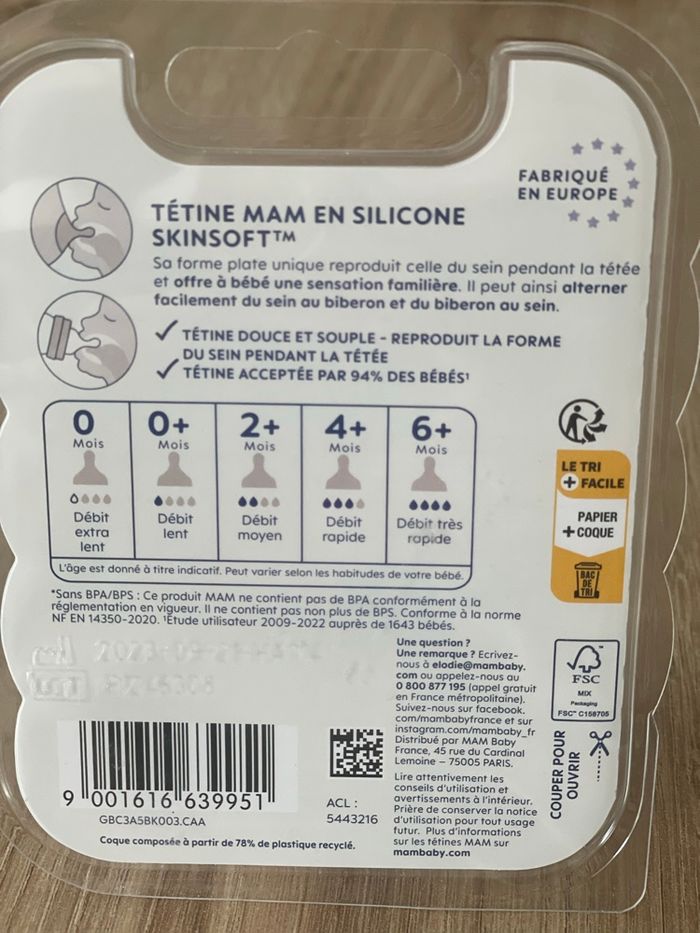 FABRIQUÉ
EN EUROPE
TÉTINE MAM EN SILICONE
SKINSOFT™
Sa forme plate unique reproduit celle du sein pendant la tétée
et offre à bébé une sensation familière. Il peut ainsi alterner
facilement du sein au biberon et du biberon au sein.
TÉTINE DOUCE ET SOUPLE - REPRODUIT LA FORME
DU SEIN PENDANT LA TÉTÉE
TÉTINE ACCEPTÉE PAR 94% DES BÉBÉS¹
0
Mois
Débit
extra
lent
0+
Mois
Débit
lent
2+
Mois
Débit
moyen
4+
Mois
Débit
rapide
6+
Mois
Débit très
rapide
L'âge est donné à titre indicatif. Peut varier selon les habitudes de votre bébé.
LE TRI
+ FACILE
PAPIER
+COQUE
BAC
DE
TRI
*Sans BPA/BPS : Ce produit MAM ne contient pas de BPA conformément à la
réglementation en vigueur. Il ne contient pas non plus de BPS. Conforme à la norme
NF EN 14350-2020. ¹Étude utilisateur 2009-2022 auprès de 1643 bébés.
LOT
Une question ?
Une remarque ? Ecrivez-
nous à elodie@mambaby.
com ou appelez-nous au
0 800 877 195 (appel gratuit
en France métropolitaine).
Suivez-nous sur facebook.
com/mambabyfrance et sur
instagram.com/mambaby_fr
Distribué par MAM Baby
France, 45 rue du Cardinal
Lemoine – 75005 PARIS.
Lire attentivement les
conseils d'utilisation et
avertissements à l'intérieur.
Prière de conserver la notice
d'utilisation pour tout usage
futur. Plus d'informations
sur les tétines MAM sur
mambaby.com
FSC
MIX
Packaging
FSC™ C158705
COUPER POUR
OUVRIR
9 001616 639951
GBC3A5BK003.CAA
ACL :
5443216
Coque composée à partir de 78% de plastique recyclé.